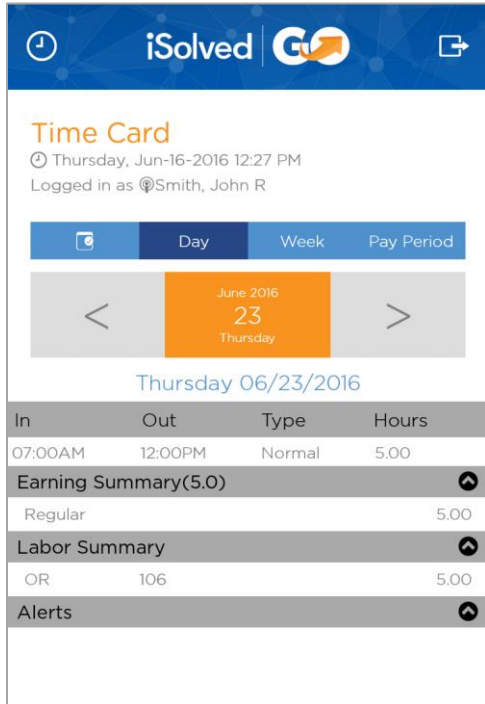 iSolved GO
Time Card
Thursday, Jun-16-2016 12:27 PM
Logged in as Smith, John R
Day Week Pay Period
June 2016
< 23 >
Thursday
Thursday 06/23/2016
In Out Type Hours
07:00AM 12:00PM Normal 5.00
Earning Summary(5.0)
Regular 5.00
Labor Summary
OR 106 5.00
Alerts